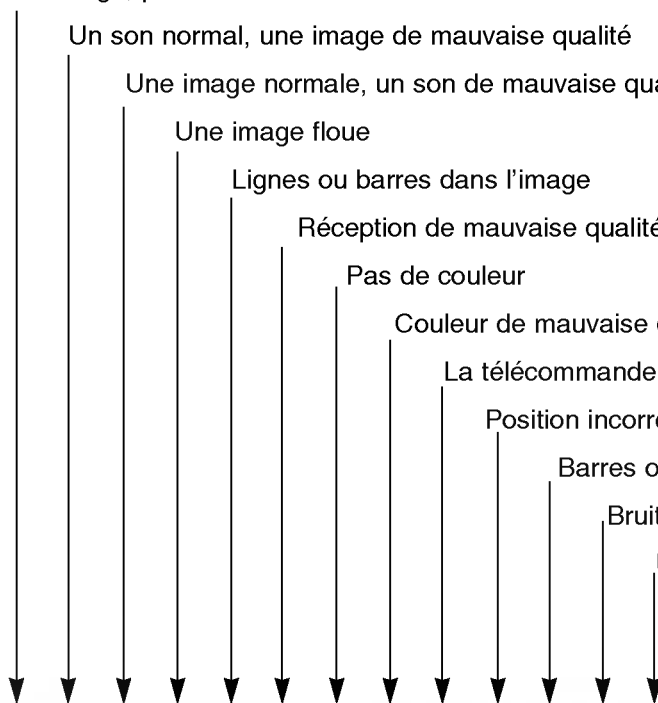 Un son normal, une image de mauvaise qualité
Une image normale, un son de mauvaise
Une image floue
Lignes ou barres dans l'image
Réception de mauvaise qualité
Pas de couleur
Couleur de mauvaise
La télécommande
Position
Barres